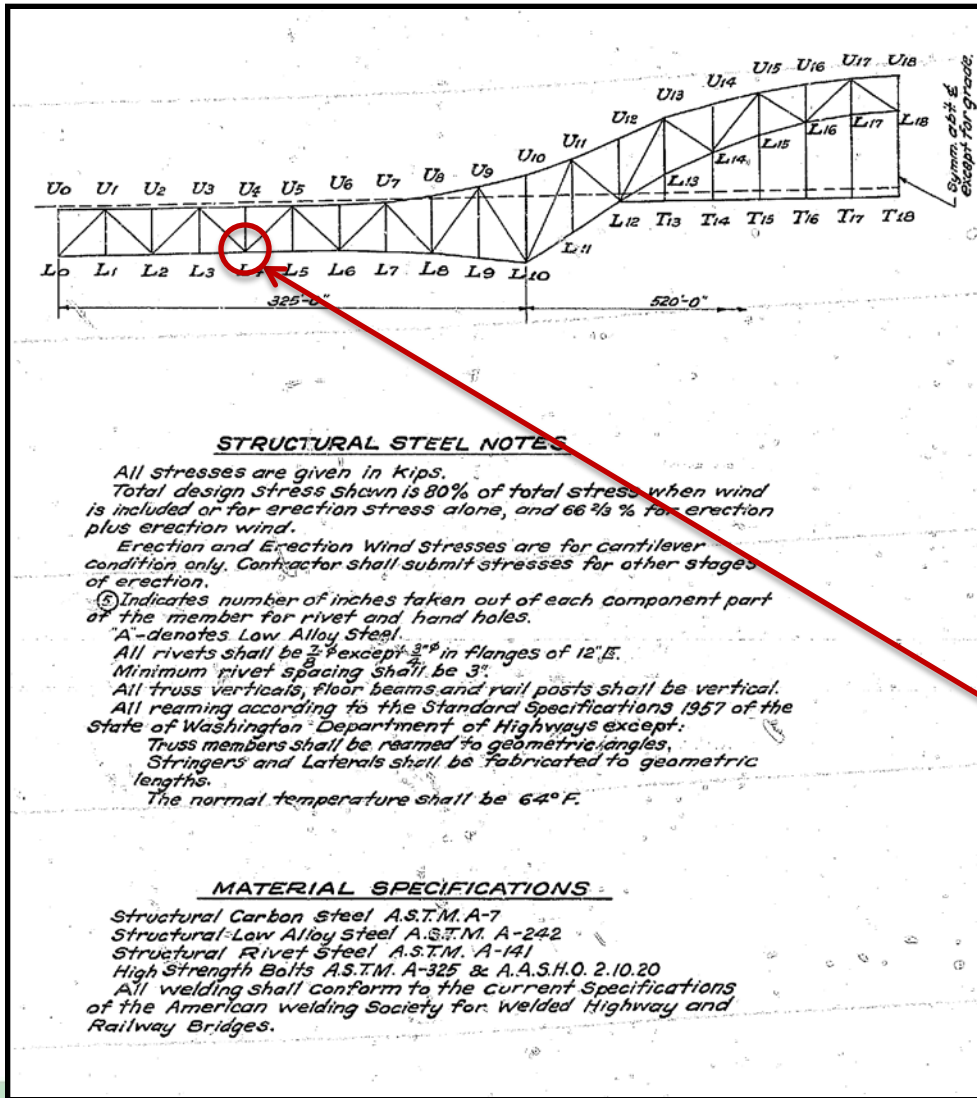 U18
U17
U16
U15
U14
U13
U12
U11
U10
U9
U8
U7
U6
U5
U4
U3
U2
U1
U0
L18
L17
L16
L15
L14
L13
Symm. abt ℄
except for grade.
L12 T13 T14 T15 T16 T17 T18
L11
L0 L1 L2 L3 L4 L5 L6 L7 L8 L9 L10
325'-0" 520'-0"
STRUCTURAL STEEL NOTES
All stresses are given in Kips.
Total design stress shown is 80% of total stress when wind
is included or for erection stress alone, and 66 2/3 % for erection
plus erection wind.
Erection and Erection Wind Stresses are for cantilever
condition only. Contractor shall submit stresses for other stages
of erection.
⑤ Indicates number of inches taken out of each component part
of the member for rivet and hand holes.
"A"-denotes Low Alloy Steel.
All rivets shall be 7/8"ø except 3/4"ø in flanges of 12"
Minimum rivet spacing shall be 3".
All truss verticals, floor beams and rail posts shall be vertical.
All reaming according to the Standard Specifications 1957 of the
State of Washington Department of Highways except:
Truss members shall be reamed to geometric angles.
Stringers and Laterals shall be fabricated to geometric
lengths.
The normal temperature shall be 64°F.
MATERIAL SPECIFICATIONS
Structural Carbon Steel A.S.T.M. A-7
Structural Low Alloy Steel A.S.T.M. A-242
Structural Rivet Steel A.S.T.M. A-141
High Strength Bolts A.S.T.M. A-325 & A.A.S.H.O. 2.10.20
All welding shall conform to the current Specifications
of the American welding Society for Welded Highway and
Railway Bridges.